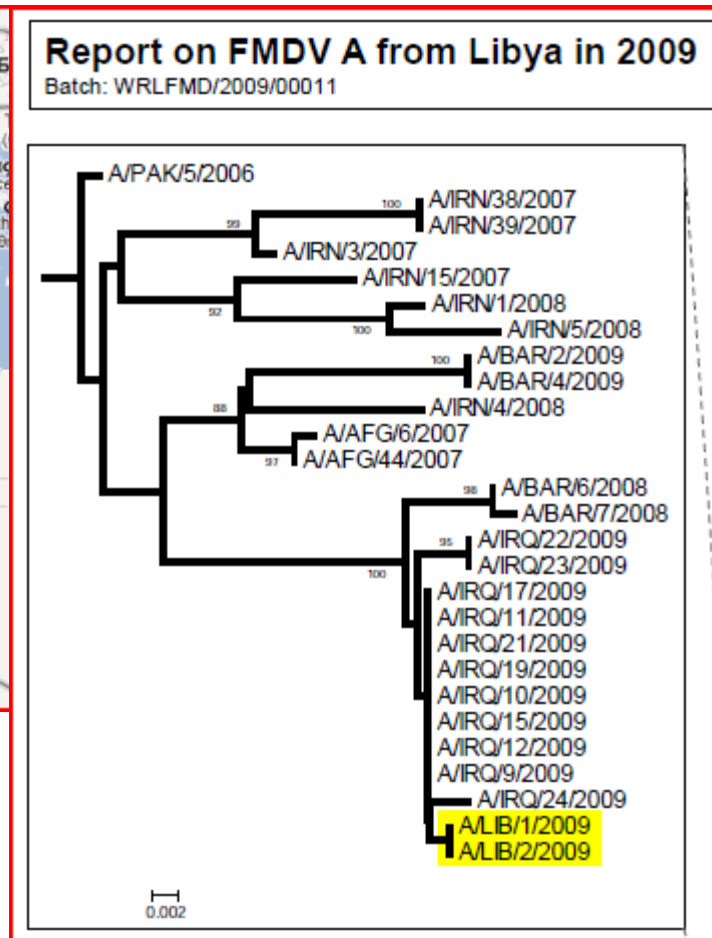 Report on FMDV A from Libya in 2009
Batch: WRLFMD/2009/00011
A/PAK/5/2006
100
A/IRN/38/2007
A/IRN/39/2007
99
A/IRN/3/2007
A/IRN/15/2007
92
A/IRN/1/2008
100
A/IRN/5/2008
100
A/BAR/2/2009
A/BAR/4/2009
88
A/IRN/4/2008
A/AFG/6/2007
97
A/AFG/44/2007
98
A/BAR/6/2008
A/BAR/7/2008
95
A/IRQ/22/2009
A/IRQ/23/2009
100
A/IRQ/17/2009
A/IRQ/11/2009
A/IRQ/21/2009
A/IRQ/19/2009
A/IRQ/10/2009
A/IRQ/15/2009
A/IRQ/12/2009
A/IRQ/9/2009
A/IRQ/24/2009
A/LIB/1/2009
A/LIB/2/2009
0.002